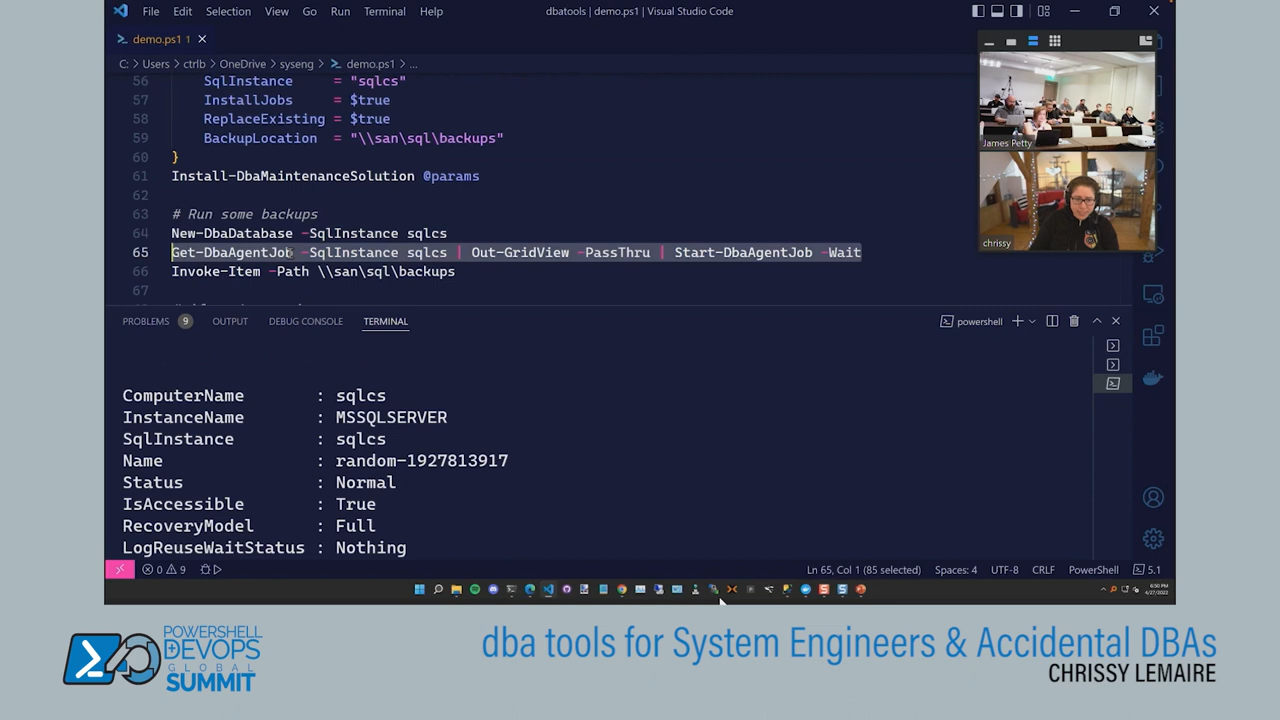 File Edit Selection View Go Run Terminal Help
dbatools | demo.ps1 | Visual Studio Code
demo.ps1 1
C: > Users > ctrlb > OneDrive > syseng > demo.ps1 > ...
56 SqlInstance = "sqlcs"
57 InstallJobs = $true
58 ReplaceExisting = $true
59 BackupLocation = "\\san\sql\backups"
60 }
61 Install-DbaMaintenanceSolution @params
62
63 # Run some backups
64 New-DbaDatabase -SqlInstance sqlcs
65 Get-DbaAgentJob -SqlInstance sqlcs | Out-GridView -PassThru | Start-DbaAgentJob -Wait
66 Invoke-Item -Path \\san\sql\backups
67
James Petty
chrissy
PROBLEMS 9 OUTPUT DEBUG CONSOLE TERMINAL
powershell
ComputerName : sqlcs
InstanceName : MSSQLSERVER
SqlInstance : sqlcs
Name : random-1927813917
Status : Normal
IsAccessible : True
RecoveryModel : Full
LogReuseWaitStatus : Nothing
0 9
Ln 65, Col 1 (85 selected) Spaces: 4 UTF-8 CRLF PowerShell 5.1
6:50 PM
4/27/2022
POWERSHELL
DEVOPS
GLOBAL
SUMMIT
dba tools for System Engineers & Accidental DBAs
CHRISSY LEMAIRE